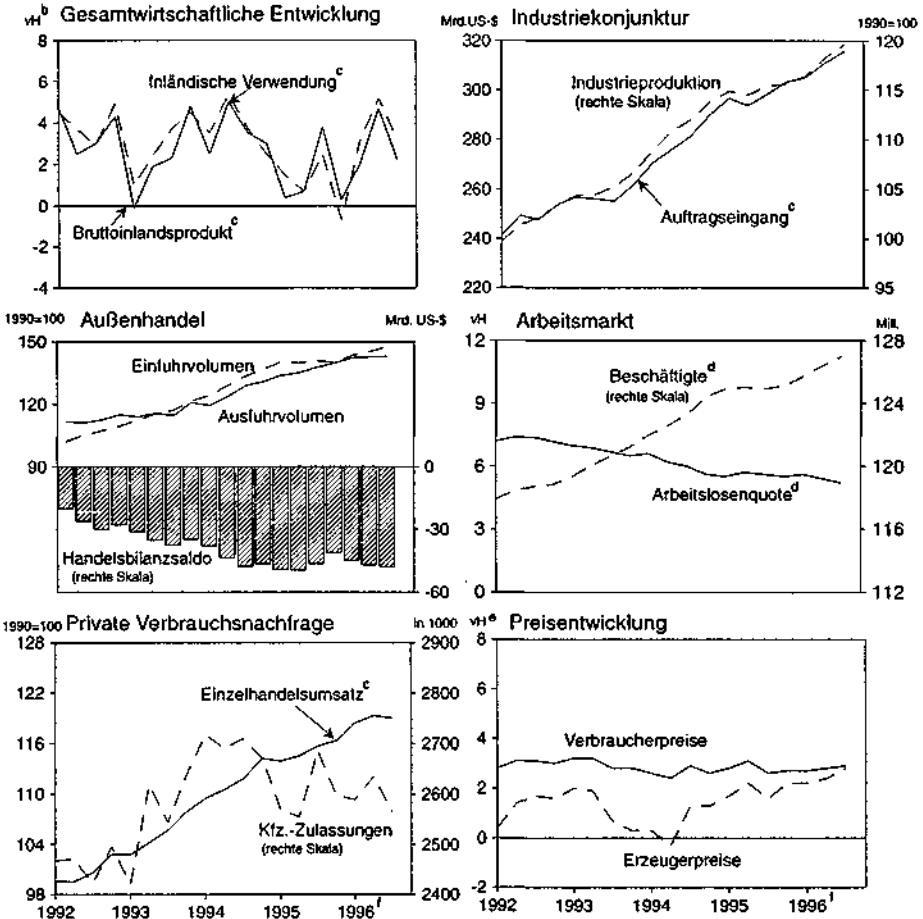 Gesamtwirtschaftliche Entwicklung
vH^b
8
6
4
2
0
-2
-4
Inländische Verwendung^c
Bruttoinlandsprodukt^c
Industriekonjunktur
Mrd.US-$
1990=100
320
300
280
260
240
220
120
115
110
105
100
95
Industrieproduktion
(rechte Skala)
Auftragseingang^c
Außenhandel
1990=100
Mrd. US-$
150
120
90
0
-30
-60
Einfuhrvolumen
Ausfuhrvolumen
Handelsbilanzsaldo
(rechte Skala)
Arbeitsmarkt
vH
Mill.
12
9
6
3
0
128
124
120
116
112
Beschäftigte^d
(rechte Skala)
Arbeitslosenquote^d
Private Verbrauchsnachfrage
1990=100
in 1000
128
122
116
110
104
98
2900
2800
2700
2600
2500
2400
Einzelhandelsumsatz^c
Kfz.-Zulassungen
(rechte Skala)
1992 1993 1994 1995 1996^f
Preisentwicklung
vH^e
8
6
4
2
0
-2
Verbraucherpreise
Erzeugerpreise
1992 1993 1994 1995 1996^f